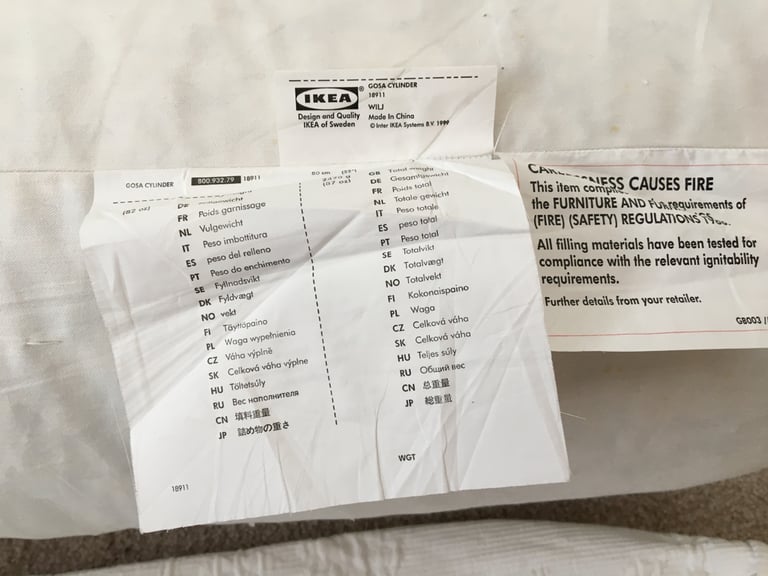 IKEA®
Design and Quality
IKEA of Sweden
GOSA CYLINDER
18911
WILJ
Made In China
© Inter IKEA Systems B.V. 1999
GOSA CYLINDER 800.932.79 18911
FR Poids garnissage
NL Vulgewicht
IT Peso imbottitura
ES peso del relleno
PT Peso do enchimento
SE Fyllnadsvikt
DK Fyldvægt
NO vekt
FI Täytepaino
PL Waga wypełnienia
CZ Váha výplně
SK Celková váha výplne
HU Töltetsúly
RU Вес наполнителя
CN 填料重量
JP 詰め物の重さ
18911
80 cm
GB Total weight
DE Gesamtgewicht
FR Poids total
NL Totale gewicht
IT Peso totale
ES peso total
PT Peso total
SE Totalvikt
DK Totalvægt
NO Totalvekt
FI Kokonaispaino
PL Waga
CZ Celková váha
SK Celková váha
HU Teljes súly
RU Общий вес
CN 总重量
JP 総重量
WGT
CAUSES FIRE
This item
the FURNITURE AND requirements of
(FIRE) (SAFETY) REGULATIONS
All filling materials have been tested for
compliance with the relevant ignitability
requirements.
Further details from your retailer.
GB003